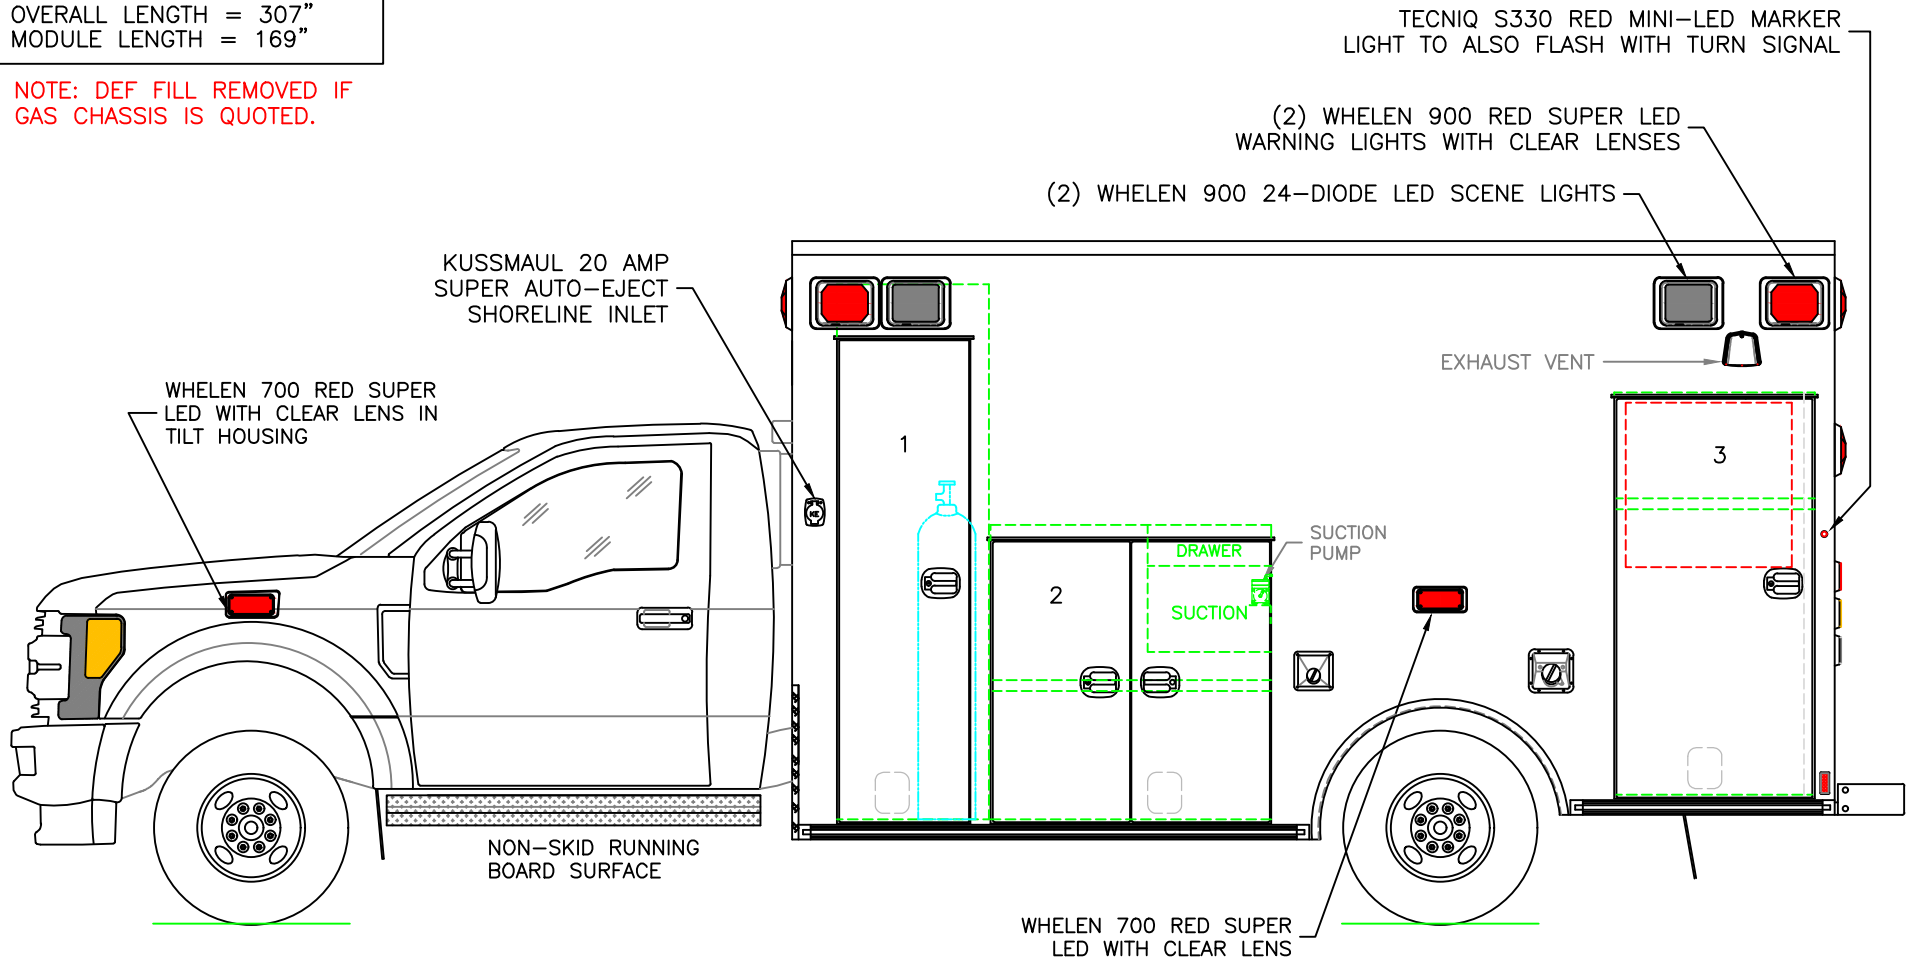 OVERALL LENGTH = 307”
MODULE LENGTH = 169”
NOTE: DEF FILL REMOVED IF
GAS CHASSIS IS QUOTED.
TECNIQ S330 RED MINI-LED MARKER
LIGHT TO ALSO FLASH WITH TURN SIGNAL
(2) WHELEN 900 RED SUPER LED
WARNING LIGHTS WITH CLEAR LENSES
(2) WHELEN 900 24-DIODE LED SCENE LIGHTS
KUSSMAUL 20 AMP
SUPER AUTO-EJECT
SHORELINE INLET
EXHAUST VENT
WHELEN 700 RED SUPER
LED WITH CLEAR LENS IN
TILT HOUSING
1
3
KE
SUCTION
PUMP
DRAWER
2
SUCTION
NON-SKID RUNNING
BOARD SURFACE
WHELEN 700 RED SUPER
LED WITH CLEAR LENS